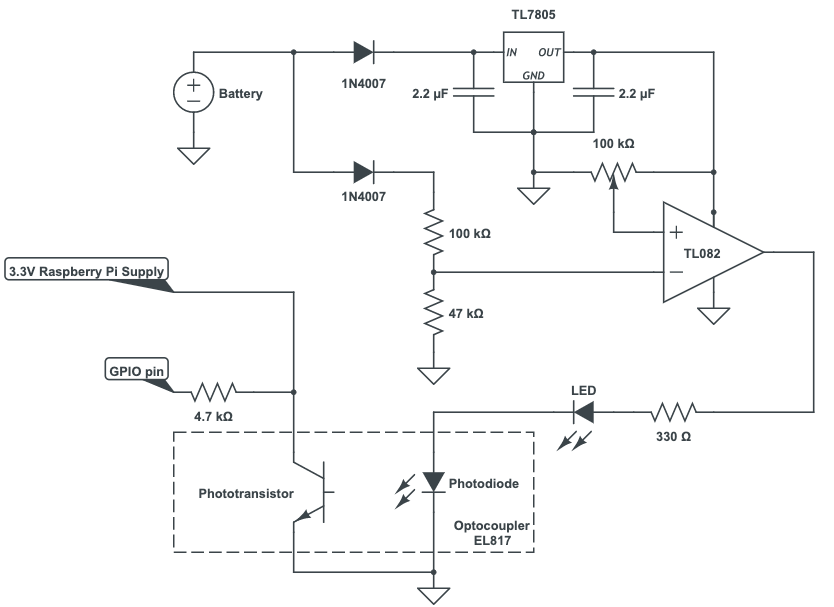 TL7805
IN
OUT
GND
1N4007
Battery
2.2 µF
2.2 µF
100 kΩ
1N4007
100 kΩ
TL082
3.3V Raspberry Pi Supply
47 kΩ
GPIO pin
4.7 kΩ
LED
330 Ω
Phototransistor
Photodiode
Optocoupler
EL817